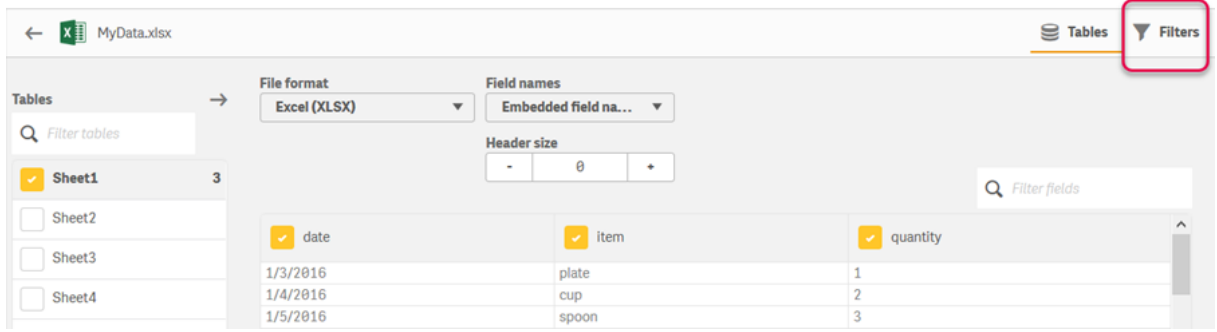 MyData.xlsx
Tables
Filters
Tables
Filter tables
Sheet1 3
Sheet2
Sheet3
Sheet4
File format
Excel (XLSX)
Field names
Embedded field na...
Header size
- 0 +
Filter fields
date item quantity
1/3/2016 plate 1
1/4/2016 cup 2
1/5/2016 spoon 3